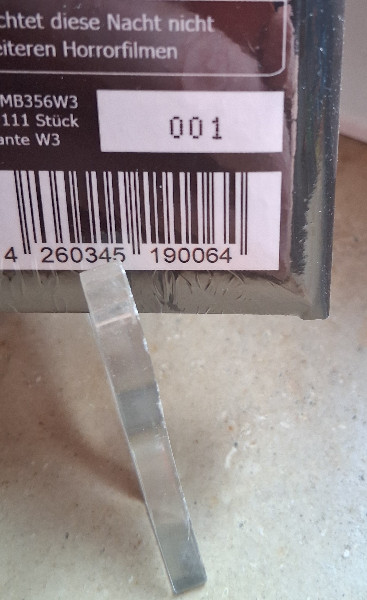 chtet diese Nacht nicht
eiteren Horrorfilmen
MB356W3
111 Stück
ante W3
001
4 260345 190064